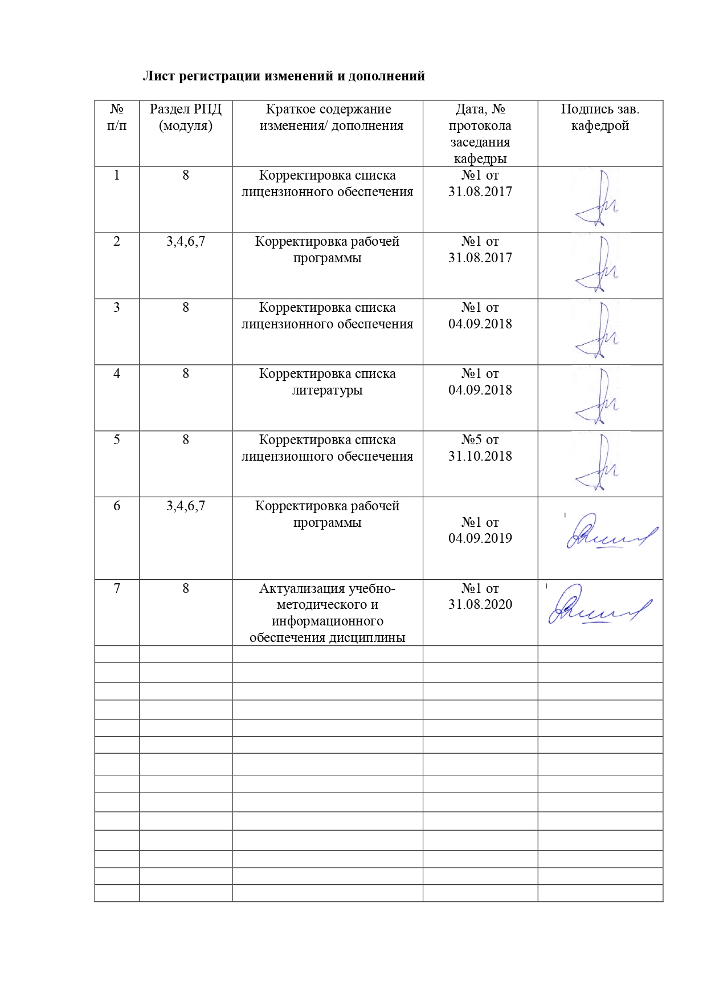 Лист регистрации изменений и дополнений
№
п/п
Раздел РПД
(модуля)
Краткое содержание
изменения/ дополнения
Дата, №
протокола
заседания
кафедры
Подпись зав.
кафедрой
1
8
Корректировка списка
лицензионного обеспечения
№1 от
31.08.2017
2
3,4,6,7
Корректировка рабочей
программы
№1 от
31.08.2017
3
8
Корректировка списка
лицензионного обеспечения
№1 от
04.09.2018
4
8
Корректировка списка
литературы
№1 от
04.09.2018
5
8
Корректировка списка
лицензионного обеспечения
№5 от
31.10.2018
6
3,4,6,7
Корректировка рабочей
программы
№1 от
04.09.2019
7
8
Актуализация учебно-
методического и
информационного
обеспечения дисциплины
№1 от
31.08.2020